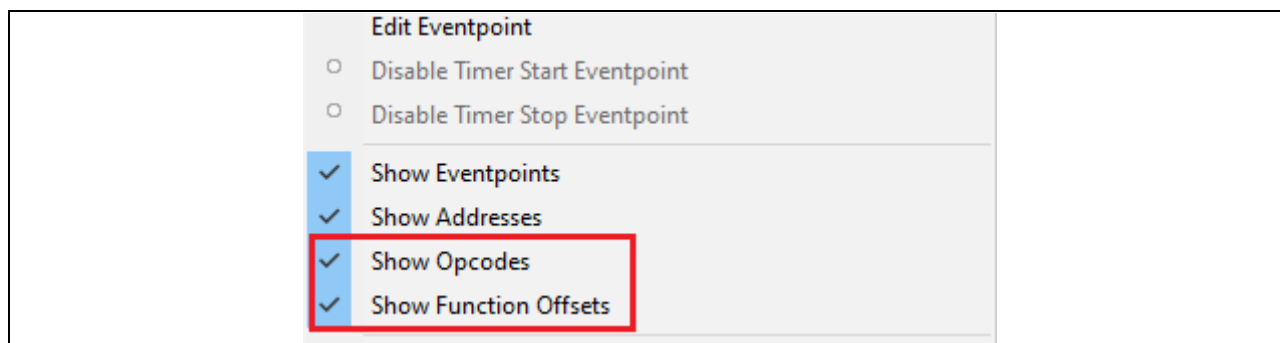 Edit Eventpoint
Disable Timer Start Eventpoint
Disable Timer Stop Eventpoint
Show Eventpoints
Show Addresses
Show Opcodes
Show Function Offsets